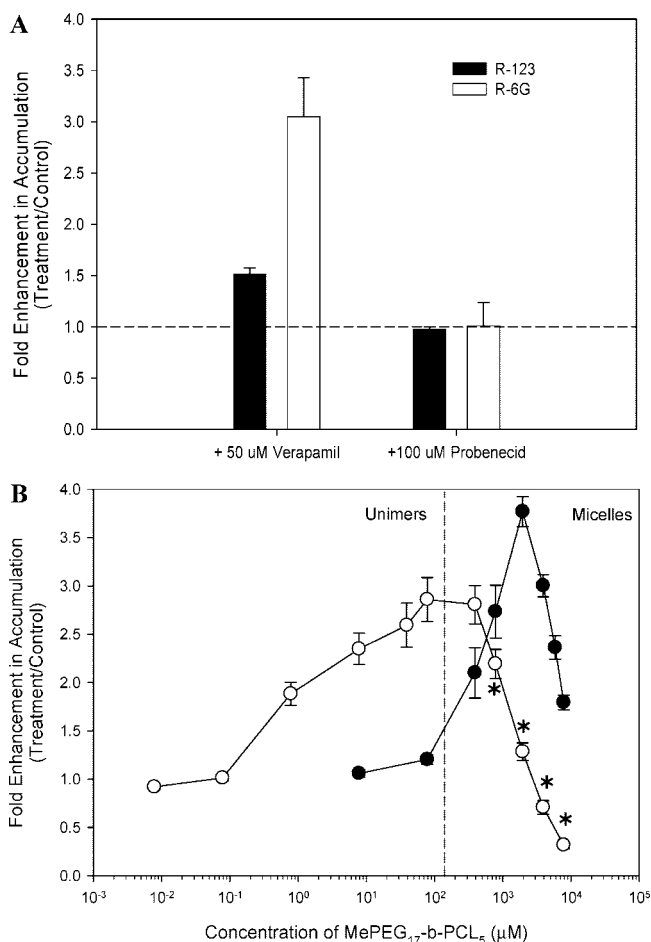 A
4.0
3.5
3.0
2.5
2.0
1.5
1.0
0.5
0.0
Fold Enhancement in Accumulation
(Treatment/Control)
R-123
R-6G
+ 50 uM Verapamil
+100 uM Probenecid
B
4.0
3.5
3.0
2.5
2.0
1.5
1.0
0.5
0.0
Fold Enhancement in Accumulation
(Treatment/Control)
Unimers
Micelles
*
*
*
*
10⁻³ 10⁻² 10⁻¹ 10⁰ 10¹ 10² 10³ 10⁴ 10⁵
Concentration of MePEG₁₇-b-PCL₅ (µM)